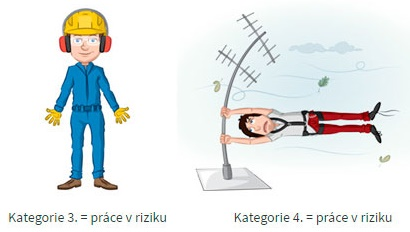 Kategorie 3. = práce v riziku
Kategorie 4. = práce v riziku